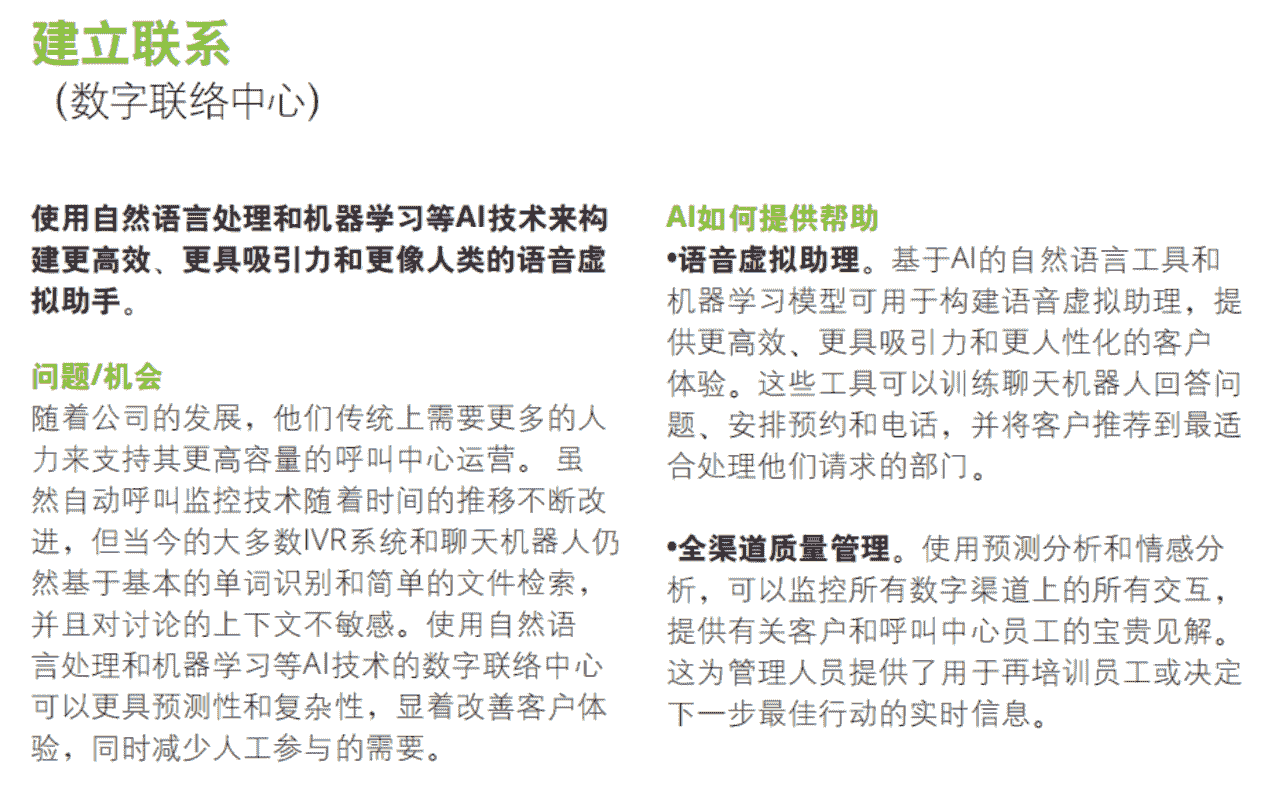 建立联系
(数字联络中心)
使用自然语言处理和机器学习等AI技术来构
建更高效、更具吸引力和更像人类的语音虚
拟助手。
问题/机会
随着公司的发展，他们传统上需要更多的人
力来支持其更高容量的呼叫中心运营。 虽
然自动呼叫监控技术随着时间的推移不断改
进，但当今的大多数IVR系统和聊天机器人仍
然基于基本的单词识别和简单的文件检索，
并且对讨论的上下文不敏感。使用自然语
言处理和机器学习等AI技术的数字联络中心
可以更具预测性和复杂性，显着改善客户体
验，同时减少人工参与的需要。
AI如何提供帮助
•语音虚拟助理。基于AI的自然语言工具和
机器学习模型可用于构建语音虚拟助理，提
供更高效、更具吸引力和更人性化的客户
体验。这些工具可以训练聊天机器人回答问
题、安排预约和电话，并将客户推荐到最适
合处理他们请求的部门。
•全渠道质量管理。使用预测分析和情感分
析，可以监控所有数字渠道上的所有交互，
提供有关客户和呼叫中心员工的宝贵见解。
这为管理人员提供了用于再培训员工或决定
下一步最佳行动的实时信息。